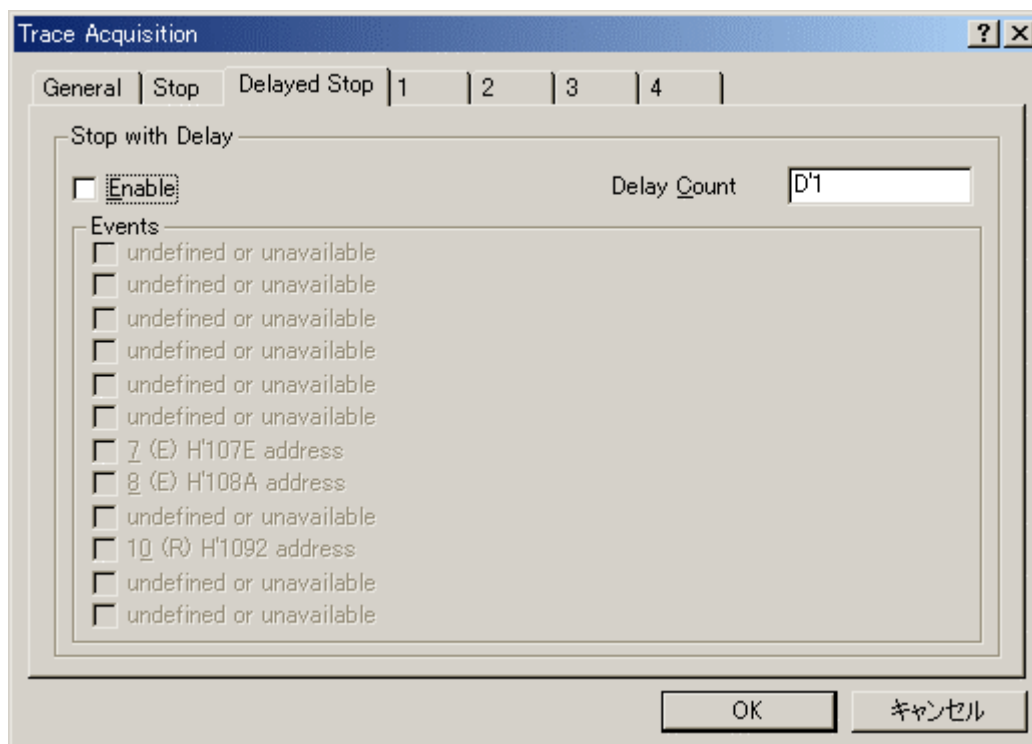 Trace Acquisition
General Stop Delayed Stop 1 2 3 4
Stop with Delay
Enable Delay Count D'1
Events
undefined or unavailable
undefined or unavailable
undefined or unavailable
undefined or unavailable
undefined or unavailable
undefined or unavailable
7 (E) H'107E address
8 (E) H'108A address
undefined or unavailable
10 (R) H'1092 address
undefined or unavailable
undefined or unavailable
OK キャンセル